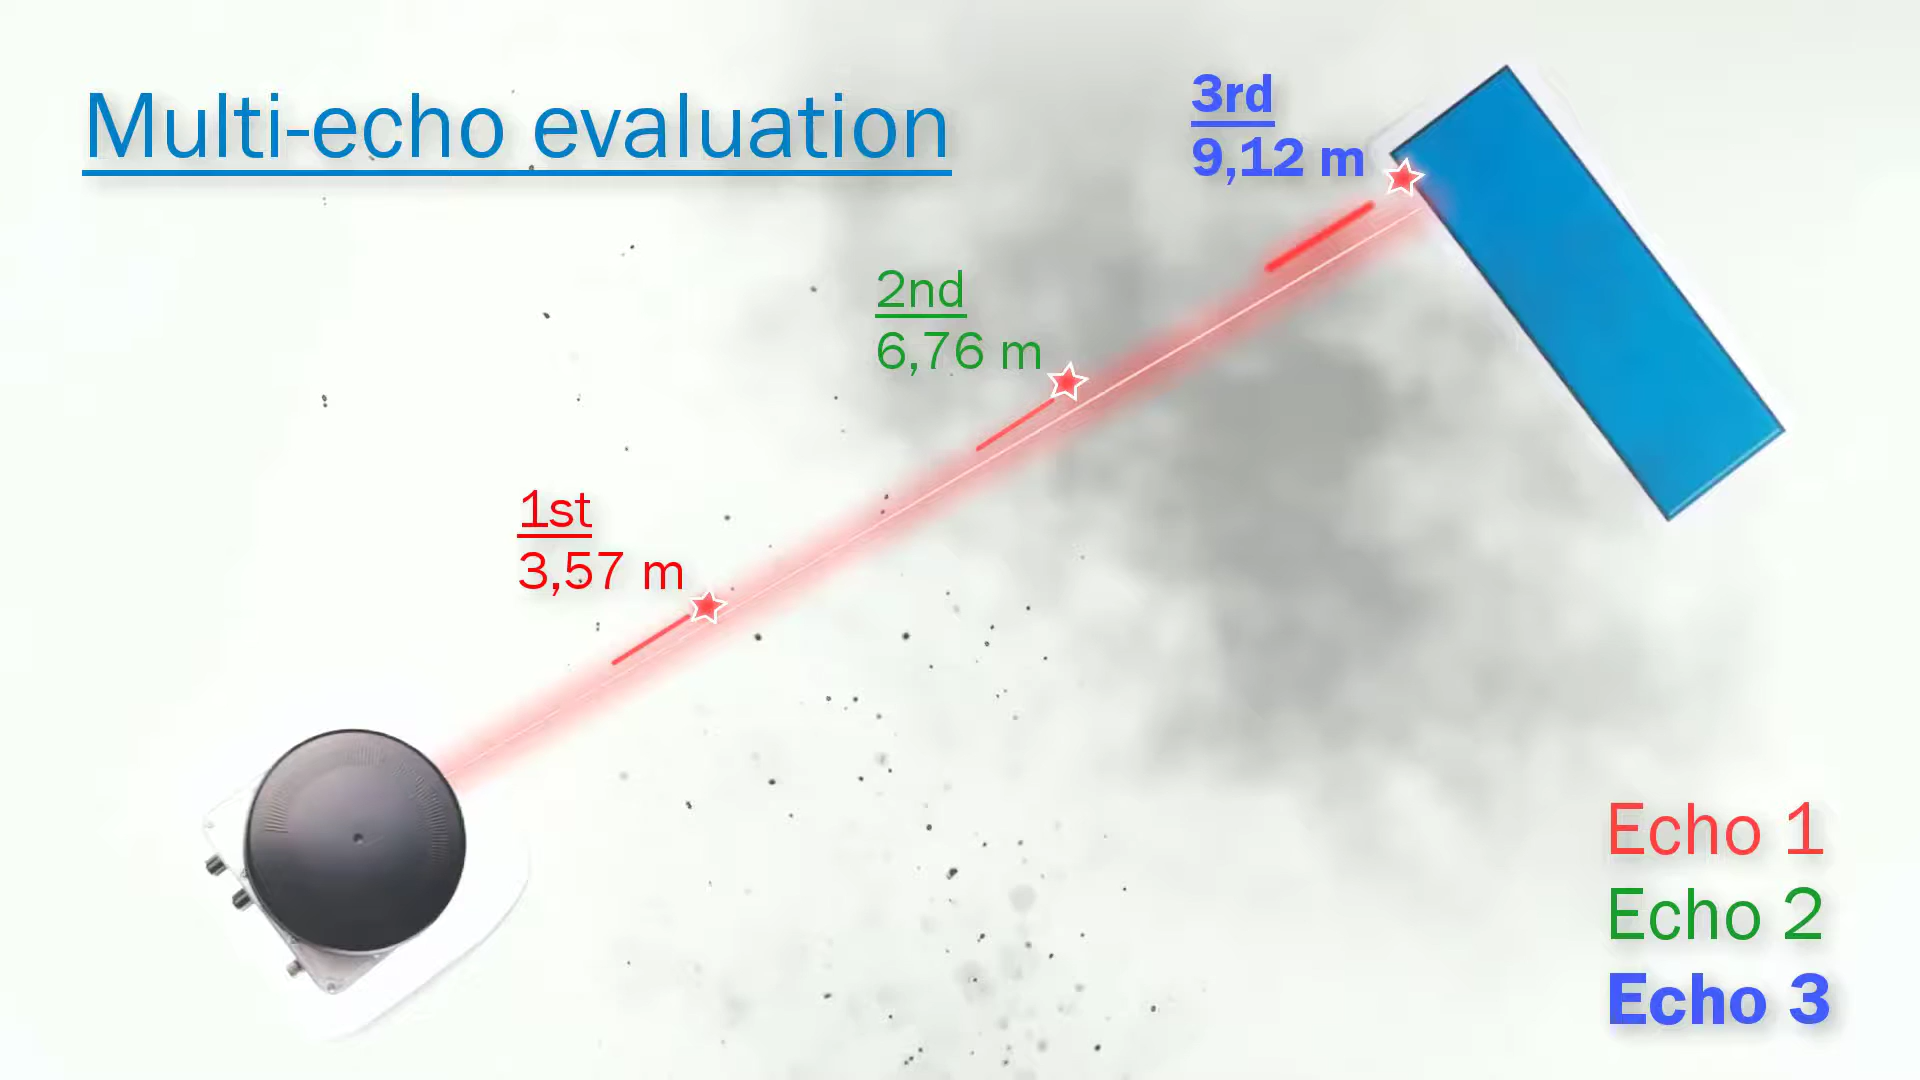 Multi-echo evaluation
3rd
9,12 m
2nd
6,76 m
1st
3,57 m
Echo 1
Echo 2
Echo 3